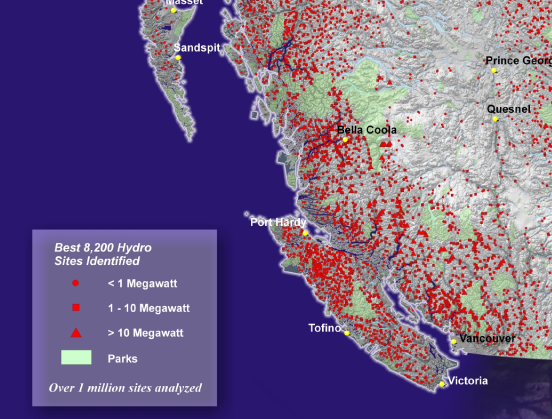 Masset
Sandspit
Prince Georg
Quesnel
Bella Coola
Port Hardy
Best 8,200 Hydro
Sites Identified
< 1 Megawatt
1 - 10 Megawatt
> 10 Megawatt
Parks
Over 1 million sites analyzed
Tofino
Vancouver
Victoria